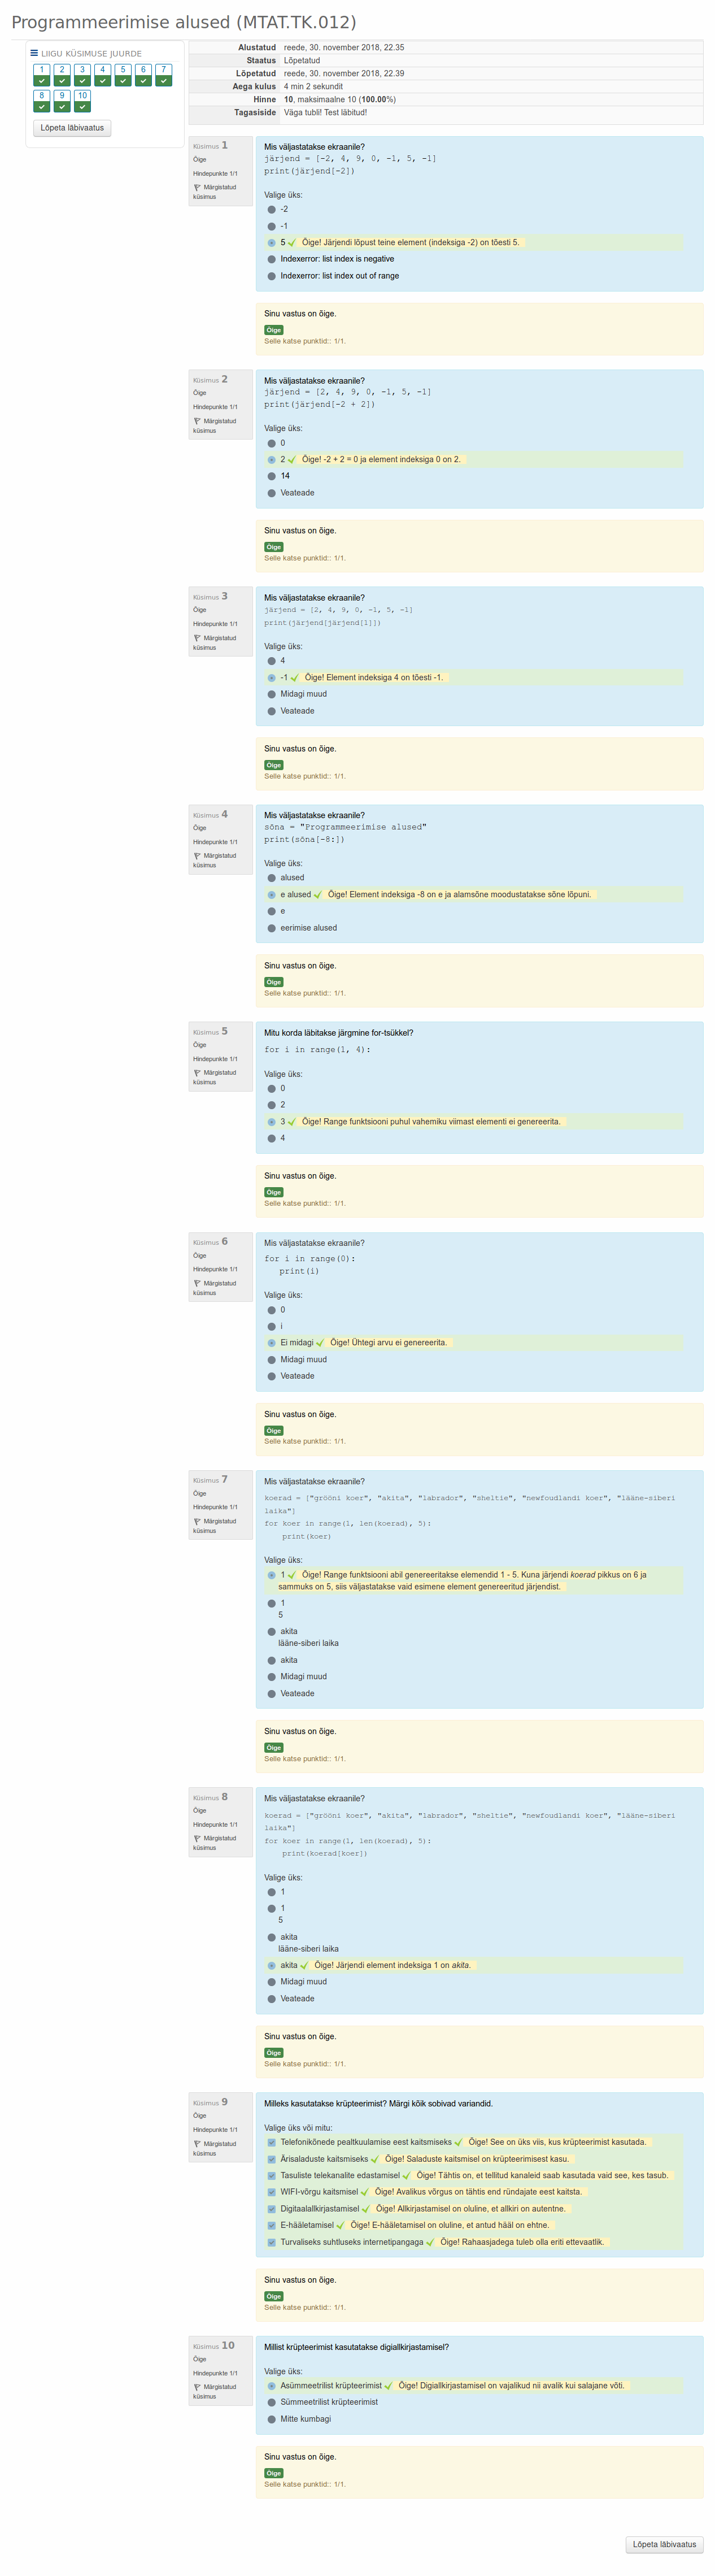 Programmeerimise alused (MTAT.TK.012)
LIIGU KÜSIMUSE JUURDE
1 2 3 4 5 6 7
8 9 10
Lõpeta läbivaatus
Alustatud reede, 30. november 2018, 22.35
Staatus Lõpetatud
Lõpetatud reede, 30. november 2018, 22.39
Aega kulus 4 min 2 sekundit
Hinne 10, maksimaalne 10 (100.00%)
Tagasiside Väga tubli! Test läbitud!
Küsimus 1
Õige
Hindepunkte 1/1
Märgistatud
küsimus
Mis väljastatakse ekraanile?
järjend = [-2, 4, 9, 0, -1, 5, -1]
print(järjend[-2])
Valige üks:
-2
-1
5 Õige! Järjendi lõpust teine element (indeksiga -2) on tõesti 5.
Indexerror: list index is negative
Indexerror: list index out of range
Sinu vastus on õige.
Õige
Selle katse punktid:: 1/1.
Küsimus 2
Õige
Hindepunkte 1/1
Märgistatud
küsimus
Mis väljastatakse ekraanile?
järjend = [2, 4, 9, 0, -1, 5, -1]
print(järjend[-2 + 2])
Valige üks:
0
2 Õige! -2 + 2 = 0 ja element indeksiga 0 on 2.
14
Veateade
Sinu vastus on õige.
Õige
Selle katse punktid:: 1/1.
Küsimus 3
Õige
Hindepunkte 1/1
Märgistatud
küsimus
Mis väljastatakse ekraanile?
järjend = [2, 4, 9, 0, -1, 5, -1]
print(järjend[järjend[1]])
Valige üks:
4
-1 Õige! Element indeksiga 4 on tõesti -1.
Midagi muud
Veateade
Sinu vastus on õige.
Õige
Selle katse punktid:: 1/1.
Küsimus 4
Õige
Hindepunkte 1/1
Märgistatud
küsimus
Mis väljastatakse ekraanile?
sõna = "Programmeerimise alused"
print(sõna[-8:])
Valige üks:
alused
e alused Õige! Element indeksiga -8 on e ja alamsõne moodustatakse sõne lõpuni.
e
eerimise alused
Sinu vastus on õige.
Õige
Selle katse punktid:: 1/1.
Küsimus 5
Õige
Hindepunkte 1/1
Märgistatud
küsimus
Mitu korda läbitakse järgmine for-tsükkel?
for i in range(1, 4):
Valige üks:
0
2
3 Õige! Range funktsiooni puhul vahemiku viimast elementi ei genereerita.
4
Sinu vastus on õige.
Õige
Selle katse punktid:: 1/1.
Küsimus 6
Õige
Hindepunkte 1/1
Märgistatud
küsimus
Mis väljastatakse ekraanile?
for i in range(0):
print(i)
Valige üks:
0
i
Ei midagi Õige! Ühtegi arvu ei genereerita.
Midagi muud
Veateade
Sinu vastus on õige.
Õige
Selle katse punktid:: 1/1.
Küsimus 7
Õige
Hindepunkte 1/1
Märgistatud
küsimus
Mis väljastatakse ekraanile?
koerad = ["grööni koer", "akita", "labrador", "sheltie", "newfoudlandi koer", "lääne-siberi
laika"]
for koer in range(1, len(koerad), 5):
print(koer)
Valige üks:
1 Õige! Range funktsiooni abil genereeritakse elemendid 1 - 5. Kuna järjendi koerad pikkus on 6 ja
sammuks on 5, siis väljastatakse vaid esimene element genereeritud järjendist.
1
5
akita
lääne-siberi laika
akita
Midagi muud
Veateade
Sinu vastus on õige.
Õige
Selle katse punktid:: 1/1.
Küsimus 8
Õige
Hindepunkte 1/1
Märgistatud
küsimus
Mis väljastatakse ekraanile?
koerad = ["grööni koer", "akita", "labrador", "sheltie", "newfoudlandi koer", "lääne-siberi
laika"]
for koer in range(1, len(koerad), 5):
print(koerad[koer])
Valige üks:
1
1
5
akita
lääne-siberi laika
akita Õige! Järjendi element indeksiga 1 on akita.
Midagi muud
Veateade
Sinu vastus on õige.
Õige
Selle katse punktid:: 1/1.
Küsimus 9
Õige
Hindepunkte 1/1
Märgistatud
küsimus
Milleks kasutatakse krüpteerimist? Märgi kõik sobivad variandid.
Valige üks või mitu:
Telefonikõnede pealtkuulamise eest kaitsmiseks Õige! See on üks viis, kus krüpteerimist kasutada.
Ärisaladuste kaitsmiseks Õige! Saladuste kaitsmisel on krüpteerimisest kasu.
Tasuliste telekanalite edastamisel Õige! Tähtis on, et tellitud kanaleid saab kasutada vaid see, kes tasub.
WIFI-võrgu kaitsmisel Õige! Avalikus võrgus on tähtis end ründajate eest kaitsta.
Digitaalallkirjastamisel Õige! Allkirjastamisel on oluline, et allkiri on autentne.
E-hääletamisel Õige! E-hääletamisel on oluline, et antud hääl on ehtne.
Turvaliseks suhtluseks internetipangaga Õige! Rahaasjadega tuleb olla eriti ettevaatlik.
Sinu vastus on õige.
Õige
Selle katse punktid:: 1/1.
Küsimus 10
Õige
Hindepunkte 1/1
Märgistatud
küsimus
Millist krüpteerimist kasutatakse digiallkirjastamisel?
Valige üks:
Asümmeetrilist krüpteerimist Õige! Digiallkirjastamisel on vajalikud nii avalik kui salajane võti.
Sümmeetrilist krüpteerimist
Mitte kumbagi
Sinu vastus on õige.
Õige
Selle katse punktid:: 1/1.
Lõpeta läbivaatus